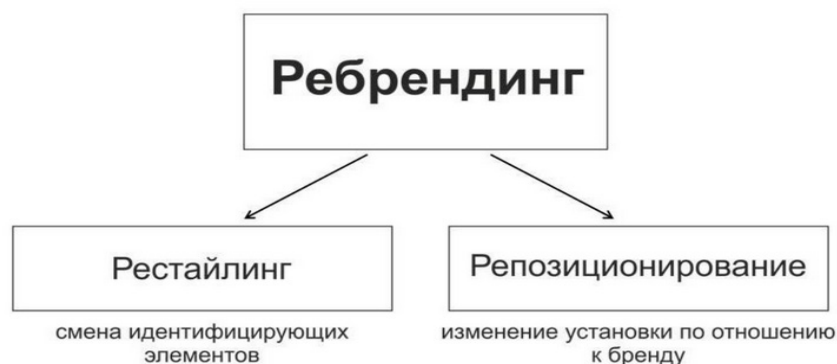 Ребрендинг
Рестайлинг
Репозиционирование
смена идентифицирующих
элементов
изменение установки по отношению
к бренду